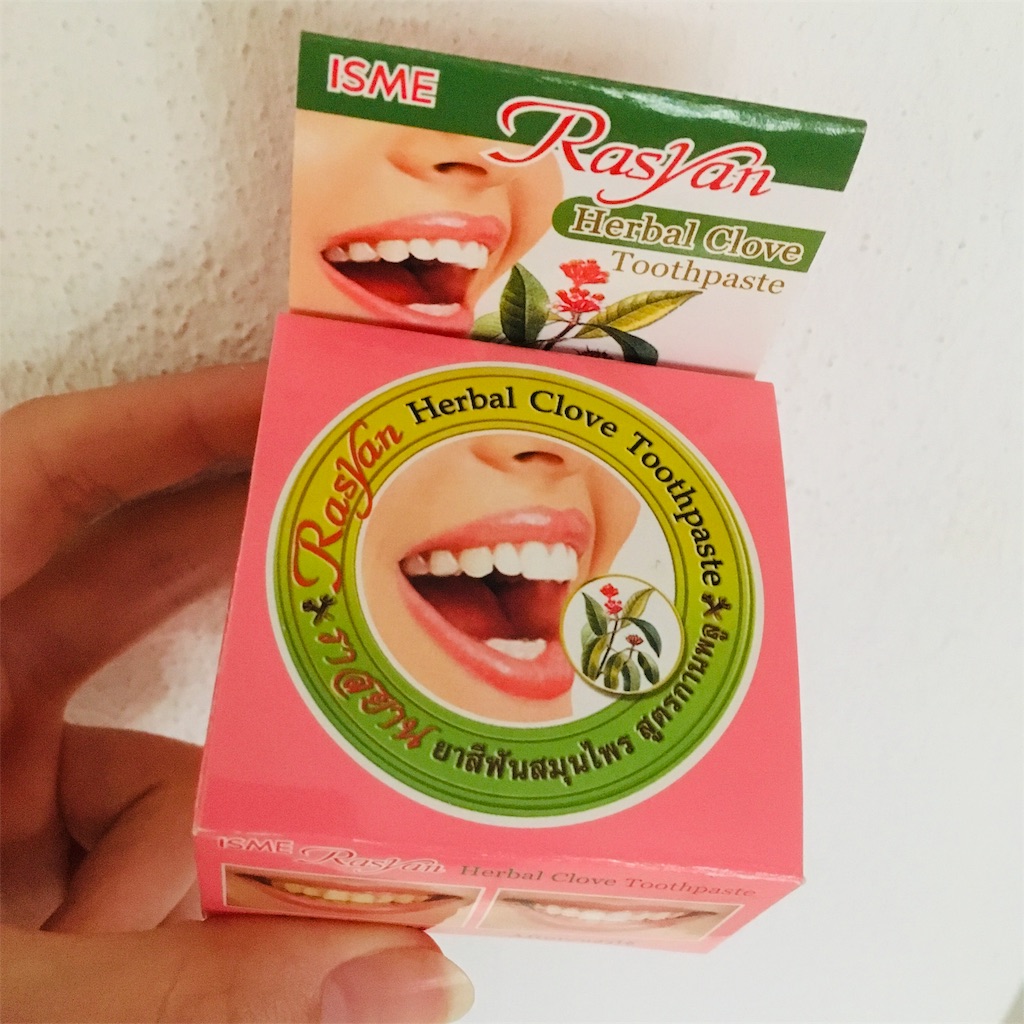 ISME
Rasyan
Herbal Clove
Toothpaste
Rasyan Herbal Clove Toothpaste
ราสยาน ยาสีฟันสมุนไพร สูตรกานพลู
ISME Rasyan Herbal Clove Toothpaste